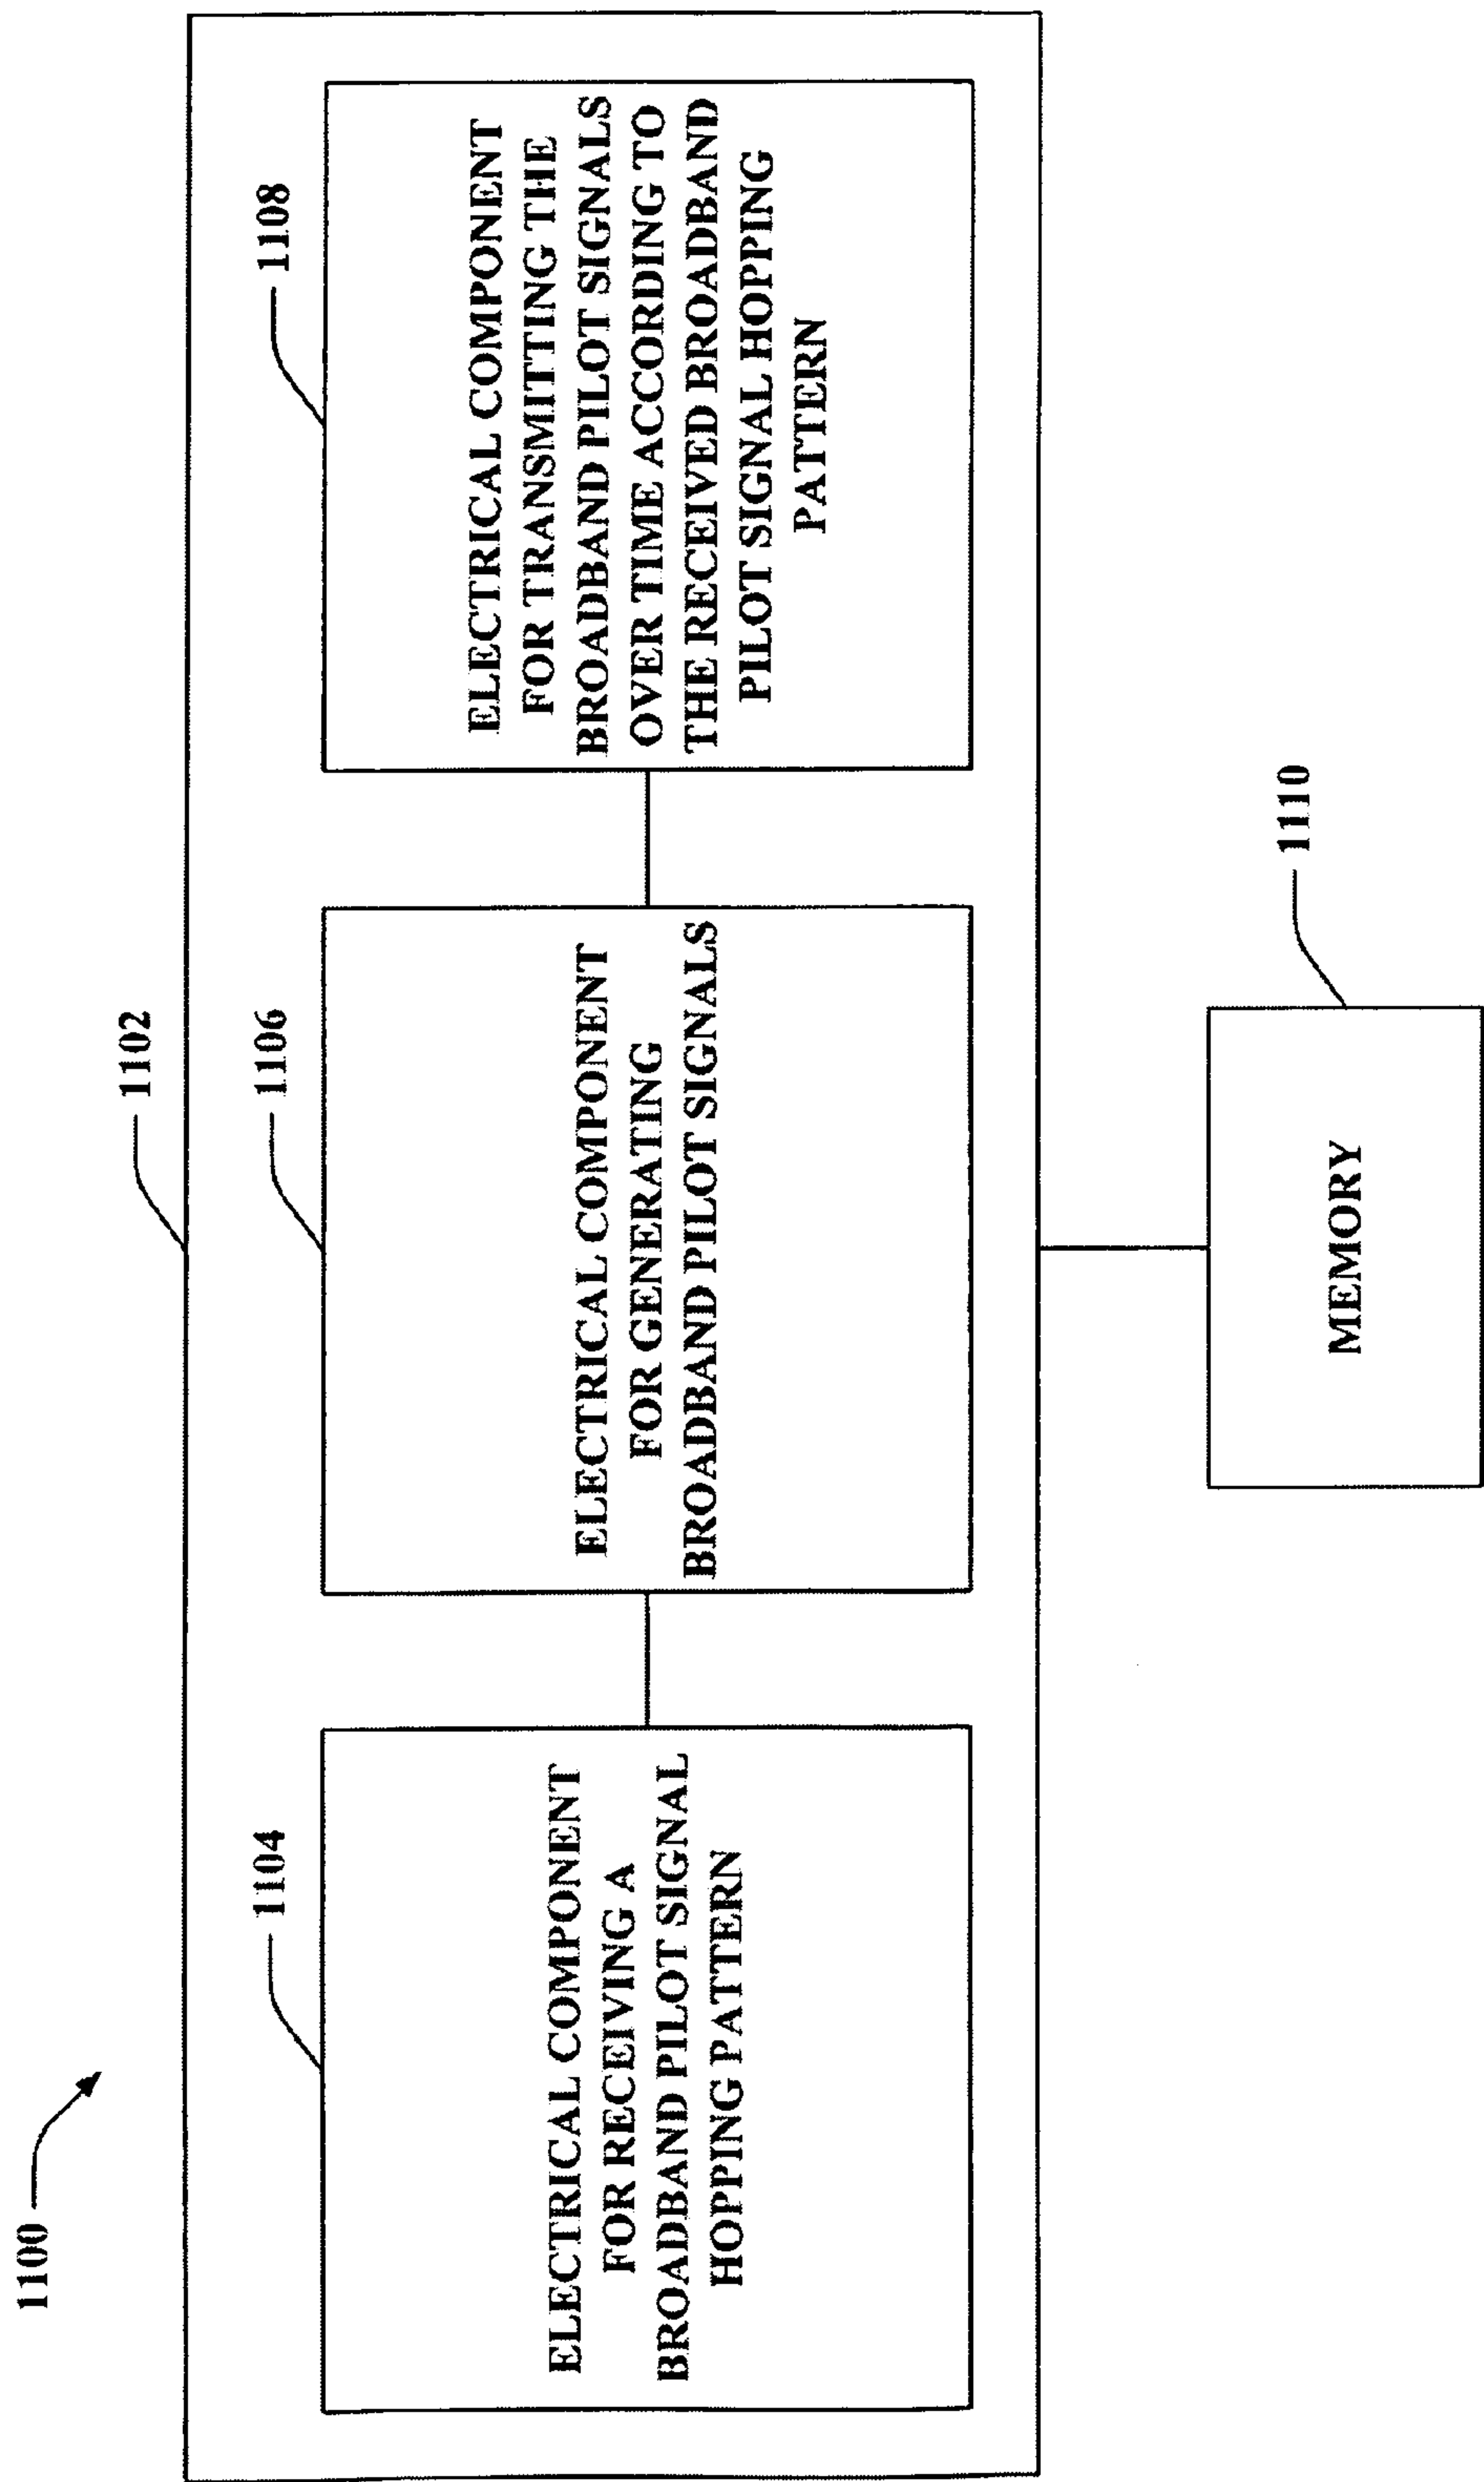 1100
1102
1104
ELECTRICAL COMPONENT
FOR RECEIVING A
BROADBAND PILOT SIGNAL
HOPPING PATTERN
1106
ELECTRICAL COMPONENT
FOR GENERATING
BROADBAND PILOT SIGNALS
1108
ELECTRICAL COMPONENT
FOR TRANSMITTING THE
BROADBAND PILOT SIGNALS
OVER TIME ACCORDING TO
THE RECEIVED BROADBAND
PILOT SIGNAL HOPPING
PATTERN
1110
MEMORY